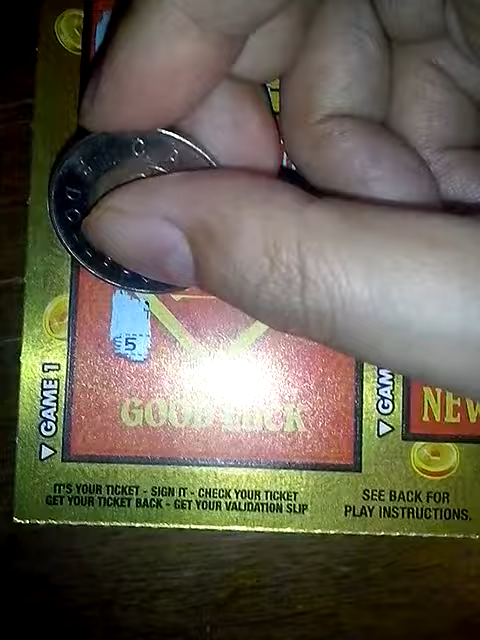 $5
▼ GAME 1
GOOD LUCK
NEW
IT'S YOUR TICKET - SIGN IT - CHECK YOUR TICKET
GET YOUR TICKET BACK - GET YOUR VALIDATION SLIP
SEE BACK FOR
PLAY INSTRUCTIONS.